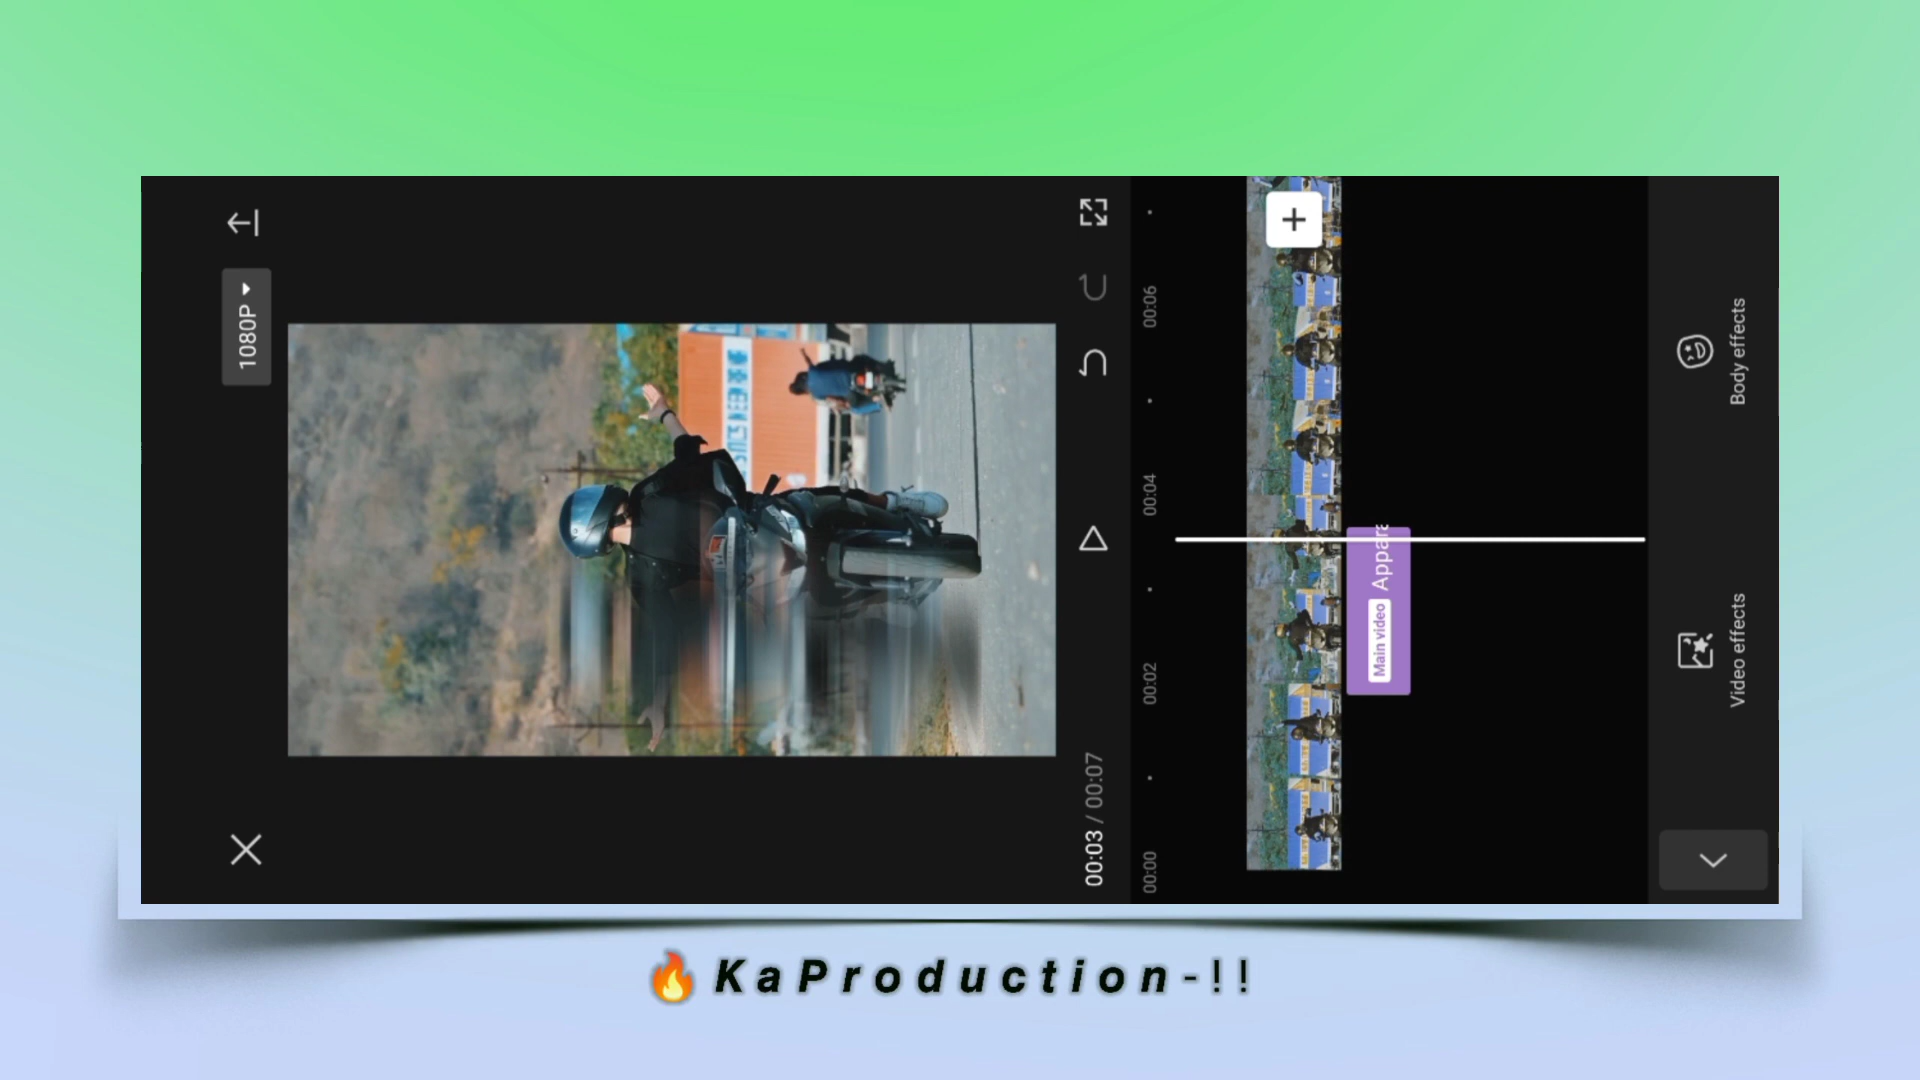 1080P
00:03 / 00:07
00:00
00:02
00:04
00:06
Main video
Appara
Video effects
Body effects
🔥 KaProduction-!!